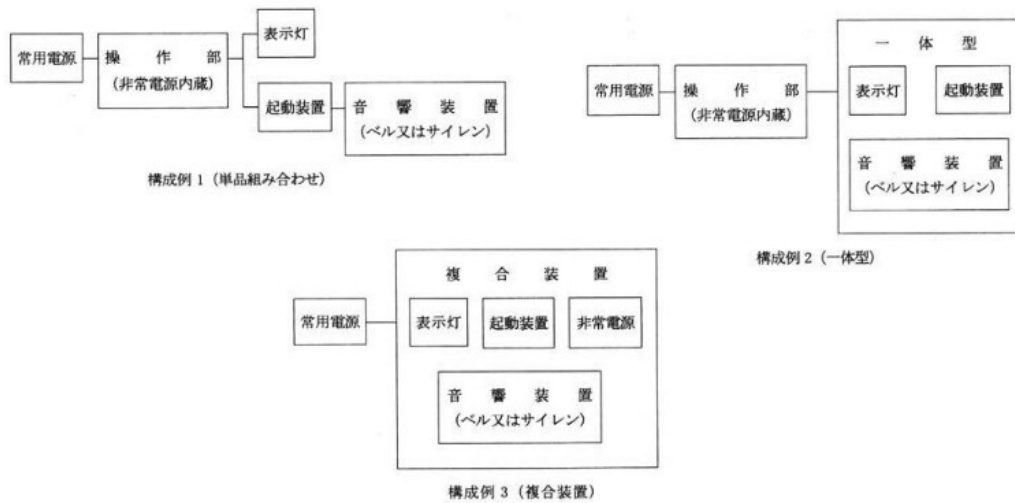 常用電源
操作部
(非常電源内蔵)
表示灯
起動装置
音響装置
(ベル又はサイレン)
構成例 1 (単品組み合わせ)
常用電源
操作部
(非常電源内蔵)
一体型
表示灯
起動装置
音響装置
(ベル又はサイレン)
構成例 2 (一体型)
常用電源
複合装置
表示灯
起動装置
非常電源
音響装置
(ベル又はサイレン)
構成例 3 (複合装置)